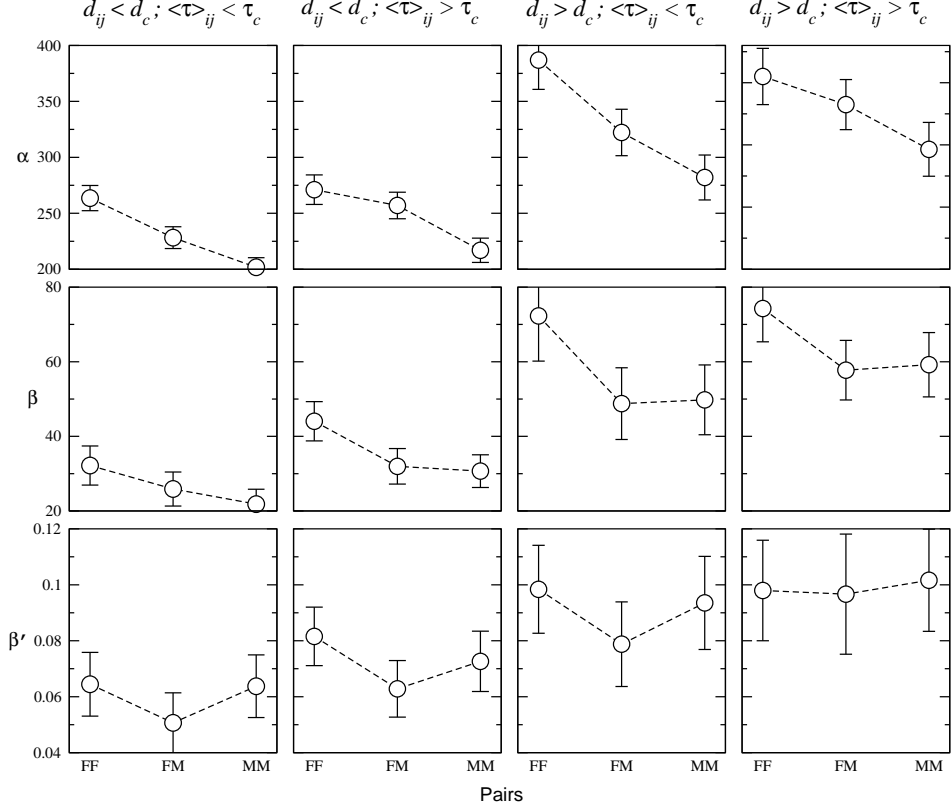 d_ij < d_c ; <τ>_ij < τ_c
d_ij < d_c ; <τ>_ij > τ_c
d_ij > d_c ; <τ>_ij < τ_c
d_ij > d_c ; <τ>_ij > τ_c
400
350
300
α
250
200
80
60
β
40
20
0.12
0.1
0.08
β′
0.06
0.04
FF FM MM FF FM MM FF FM MM FF FM MM
Pairs